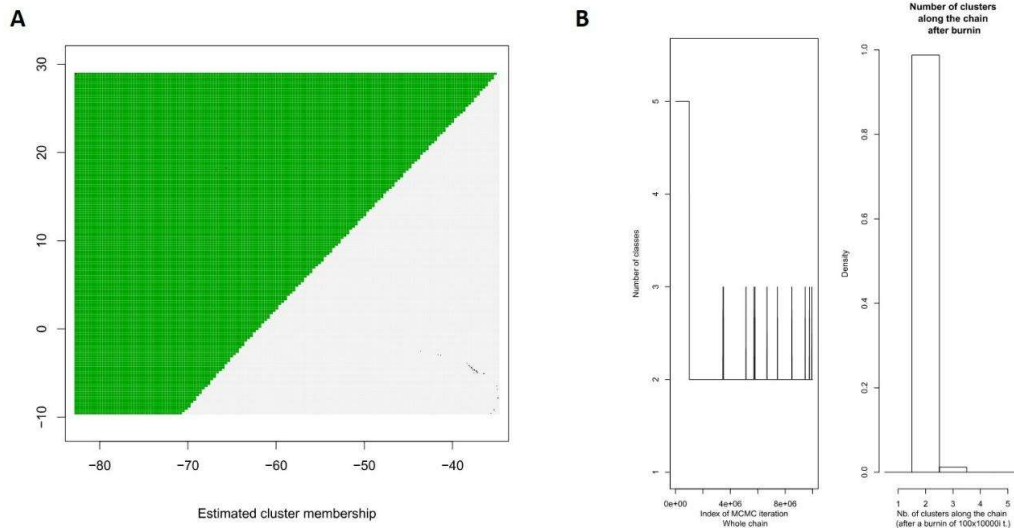 A
30
20
10
0
−10
−80
−70
−60
−50
−40
Estimated cluster membership
B
Number of classes
5
4
3
2
1
0e+00
4e+06
8e+06
Index of MCMC iteration
Whole chain
Number of clusters
along the chain
after burnin
Density
1.0
0.8
0.6
0.4
0.2
0.0
1
2
3
4
5
Nb. of clusters along the chain
(after a burnin of 100x10000i t.)